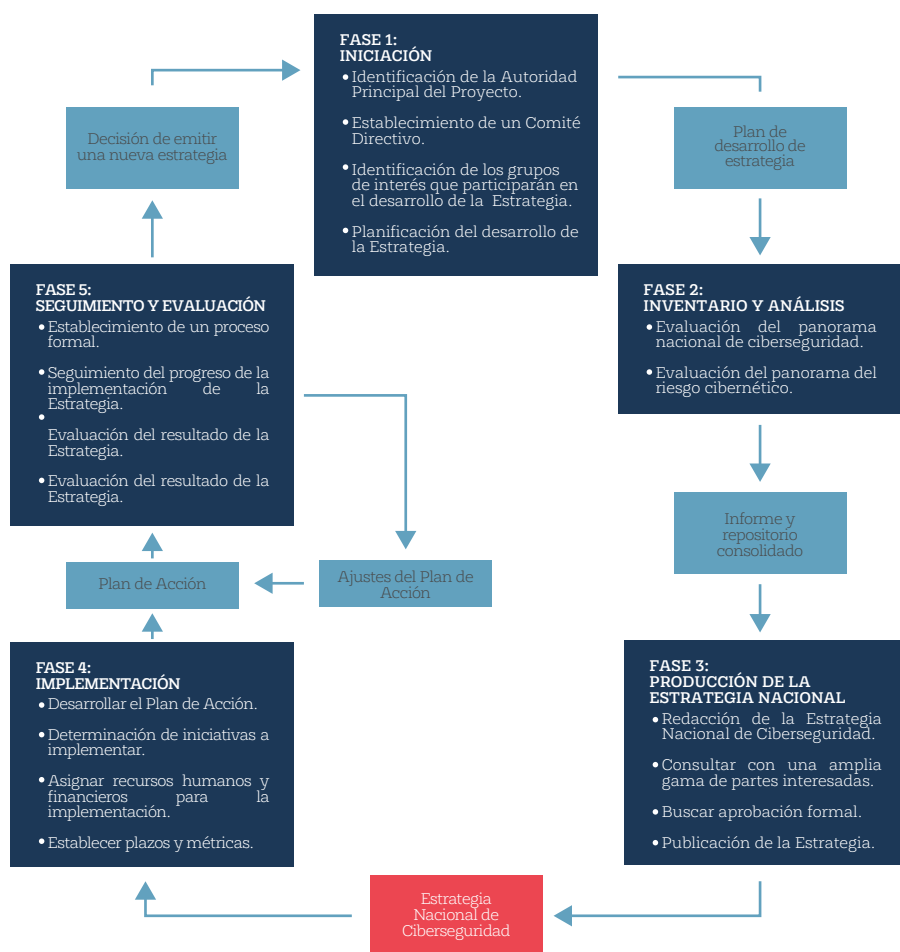 FASE 1:
INICIACIÓN
• Identificación de la Autoridad
Principal del Proyecto.
• Establecimiento de un Comité
Directivo.
• Identificación de los grupos
de interés que participarán en
el desarrollo de la Estrategia.
• Planificación del desarrollo de
la Estrategia.
Plan de
desarrollo de
estrategia
FASE 2:
INVENTARIO Y ANÁLISIS
• Evaluación del panorama
nacional de ciberseguridad.
• Evaluación del panorama del
riesgo cibernético.
Informe y
repositorio
consolidado
FASE 3:
PRODUCCIÓN DE LA
ESTRATEGIA NACIONAL
• Redacción de la Estrategia
Nacional de Ciberseguridad.
• Consultar con una amplia
gama de partes interesadas.
• Buscar aprobación formal.
• Publicación de la Estrategia.
Estrategia
Nacional de
Ciberseguridad
FASE 4:
IMPLEMENTACIÓN
• Desarrollar el Plan de Acción.
• Determinación de iniciativas a
implementar.
• Asignar recursos humanos y
financieros para la
implementación.
• Establecer plazos y métricas.
Plan de Acción
Ajustes del Plan de
Acción
FASE 5:
SEGUIMIENTO Y EVALUACIÓN
• Establecimiento de un proceso
formal.
• Seguimiento del progreso de la
implementación de la
Estrategia.
•
Evaluación del resultado de la
Estrategia.
• Evaluación del resultado de la
Estrategia.
Decisión de emitir
una nueva estrategia